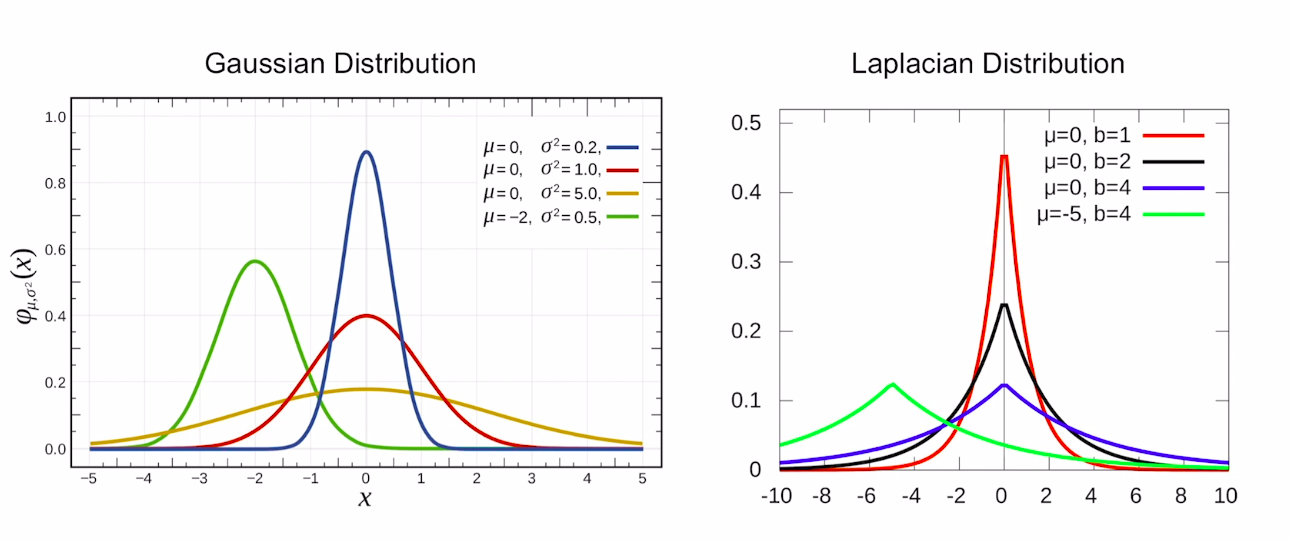 Gaussian Distribution
1.0
0.8
0.6
0.4
0.2
0.0
φμ,σ²(x)
μ = 0, σ² = 0.2,
μ = 0, σ² = 1.0,
μ = 0, σ² = 5.0,
μ = −2, σ² = 0.5,
−5 −4 −3 −2 −1 0 1 2 3 4 5
x
Laplacian Distribution
0.5
0.4
0.3
0.2
0.1
0
μ=0, b=1
μ=0, b=2
μ=0, b=4
μ=-5, b=4
-10 -8 -6 -4 -2 0 2 4 6 8 10